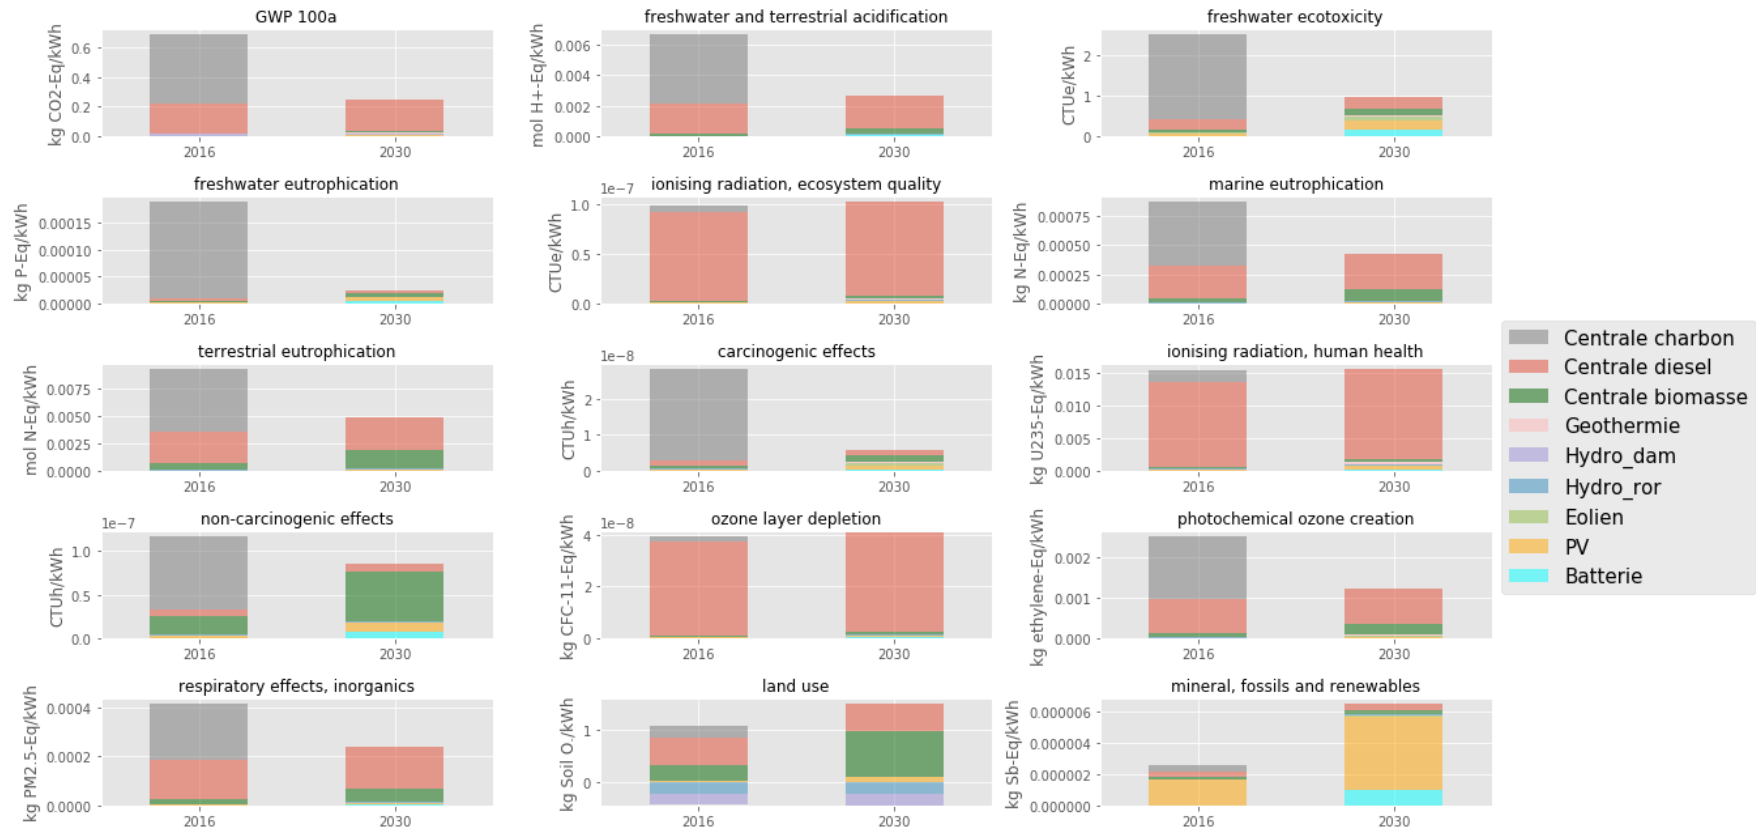 GWP 100a
kg CO2-Eq/kWh
0.6
0.4
0.2
0.0
2016
2030
freshwater and terrestrial acidification
mol H+-Eq/kWh
0.006
0.004
0.002
0.000
2016
2030
freshwater ecotoxicity
CTUe/kWh
2
1
0
2016
2030
freshwater eutrophication
kg P-Eq/kWh
0.00015
0.00010
0.00005
0.00000
2016
2030
ionising radiation, ecosystem quality
1e−7
CTUe/kWh
1.0
0.5
0.0
2016
2030
marine eutrophication
kg N-Eq/kWh
0.00075
0.00050
0.00025
0.00000
2016
2030
terrestrial eutrophication
mol N-Eq/kWh
0.0075
0.0050
0.0025
0.0000
2016
2030
carcinogenic effects
1e−8
CTUh/kWh
2
1
0
2016
2030
ionising radiation, human health
kg U235-Eq/kWh
0.015
0.010
0.005
0.000
2016
2030
non-carcinogenic effects
1e−7
CTUh/kWh
1.0
0.5
0.0
2016
2030
ozone layer depletion
1e−8
kg CFC-11-Eq/kWh
4
2
0
2016
2030
photochemical ozone creation
kg ethylene-Eq/kWh
0.002
0.001
0.000
2016
2030
respiratory effects, inorganics
kg PM2.5-Eq/kWh
0.0004
0.0002
0.0000
2016
2030
land use
kg Soil O./kWh
1
0
2016
2030
mineral, fossils and renewables
kg Sb-Eq/kWh
0.000006
0.000004
0.000002
0.000000
2016
2030
Centrale charbon
Centrale diesel
Centrale biomasse
Geothermie
Hydro_dam
Hydro_ror
Eolien
PV
Batterie